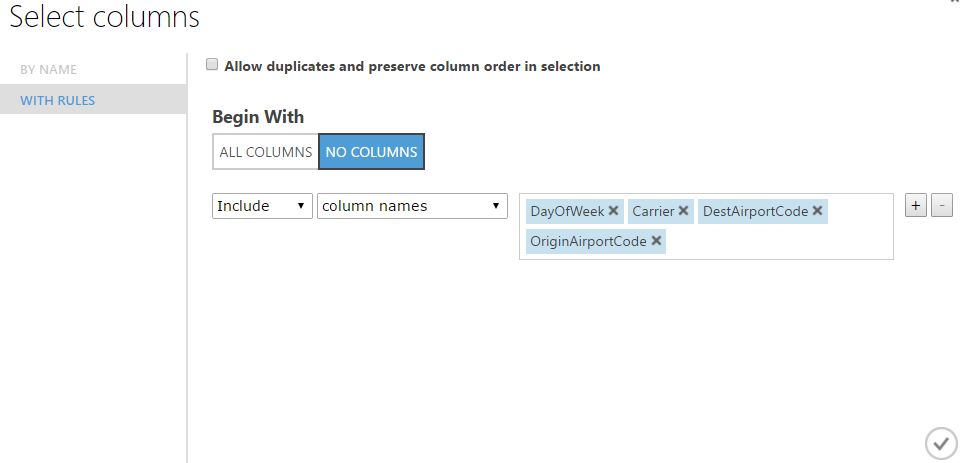 Select columns
BY NAME
WITH RULES
Allow duplicates and preserve column order in selection
Begin With
ALL COLUMNS NO COLUMNS
Include column names DayOfWeek Carrier DestAirportCode + -
OriginAirportCode